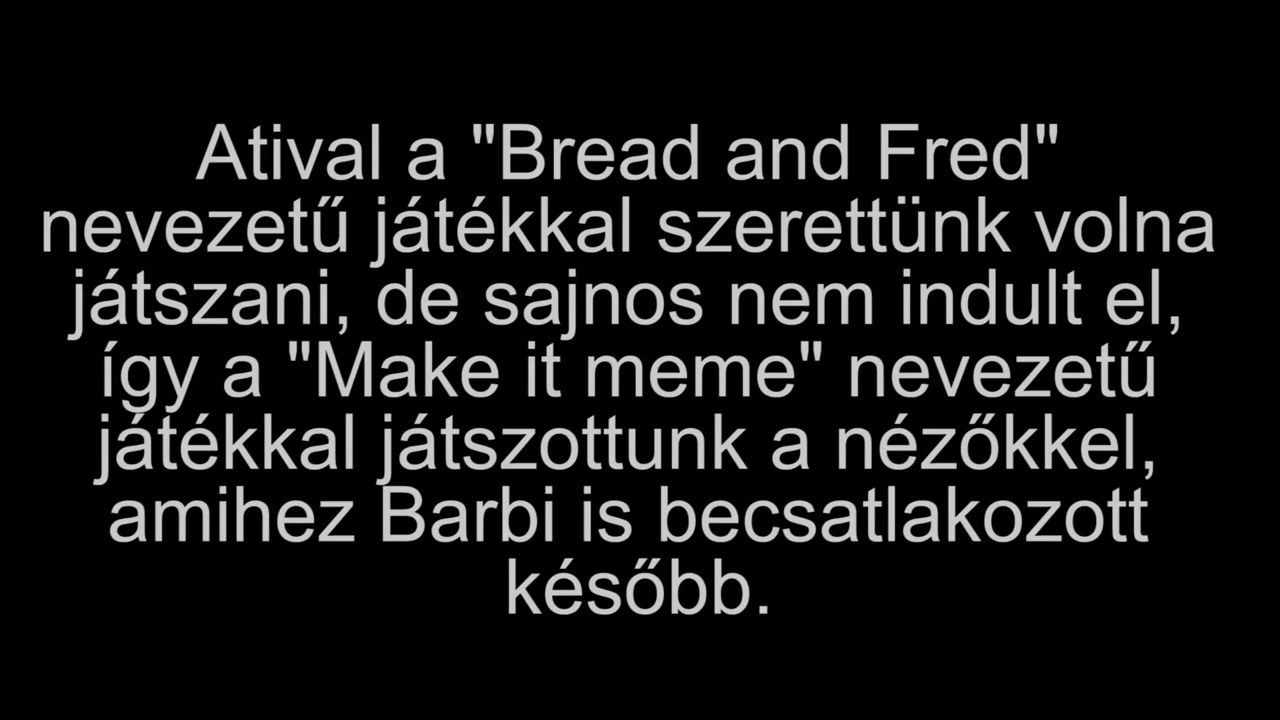 Atival a "Bread and Fred"
nevezetű játékkal szerettünk volna
játszani, de sajnos nem indult el,
így a "Make it meme" nevezetű
játékkal játszottunk a nézőkkel,
amihez Barbi is becsatlakozott
később.